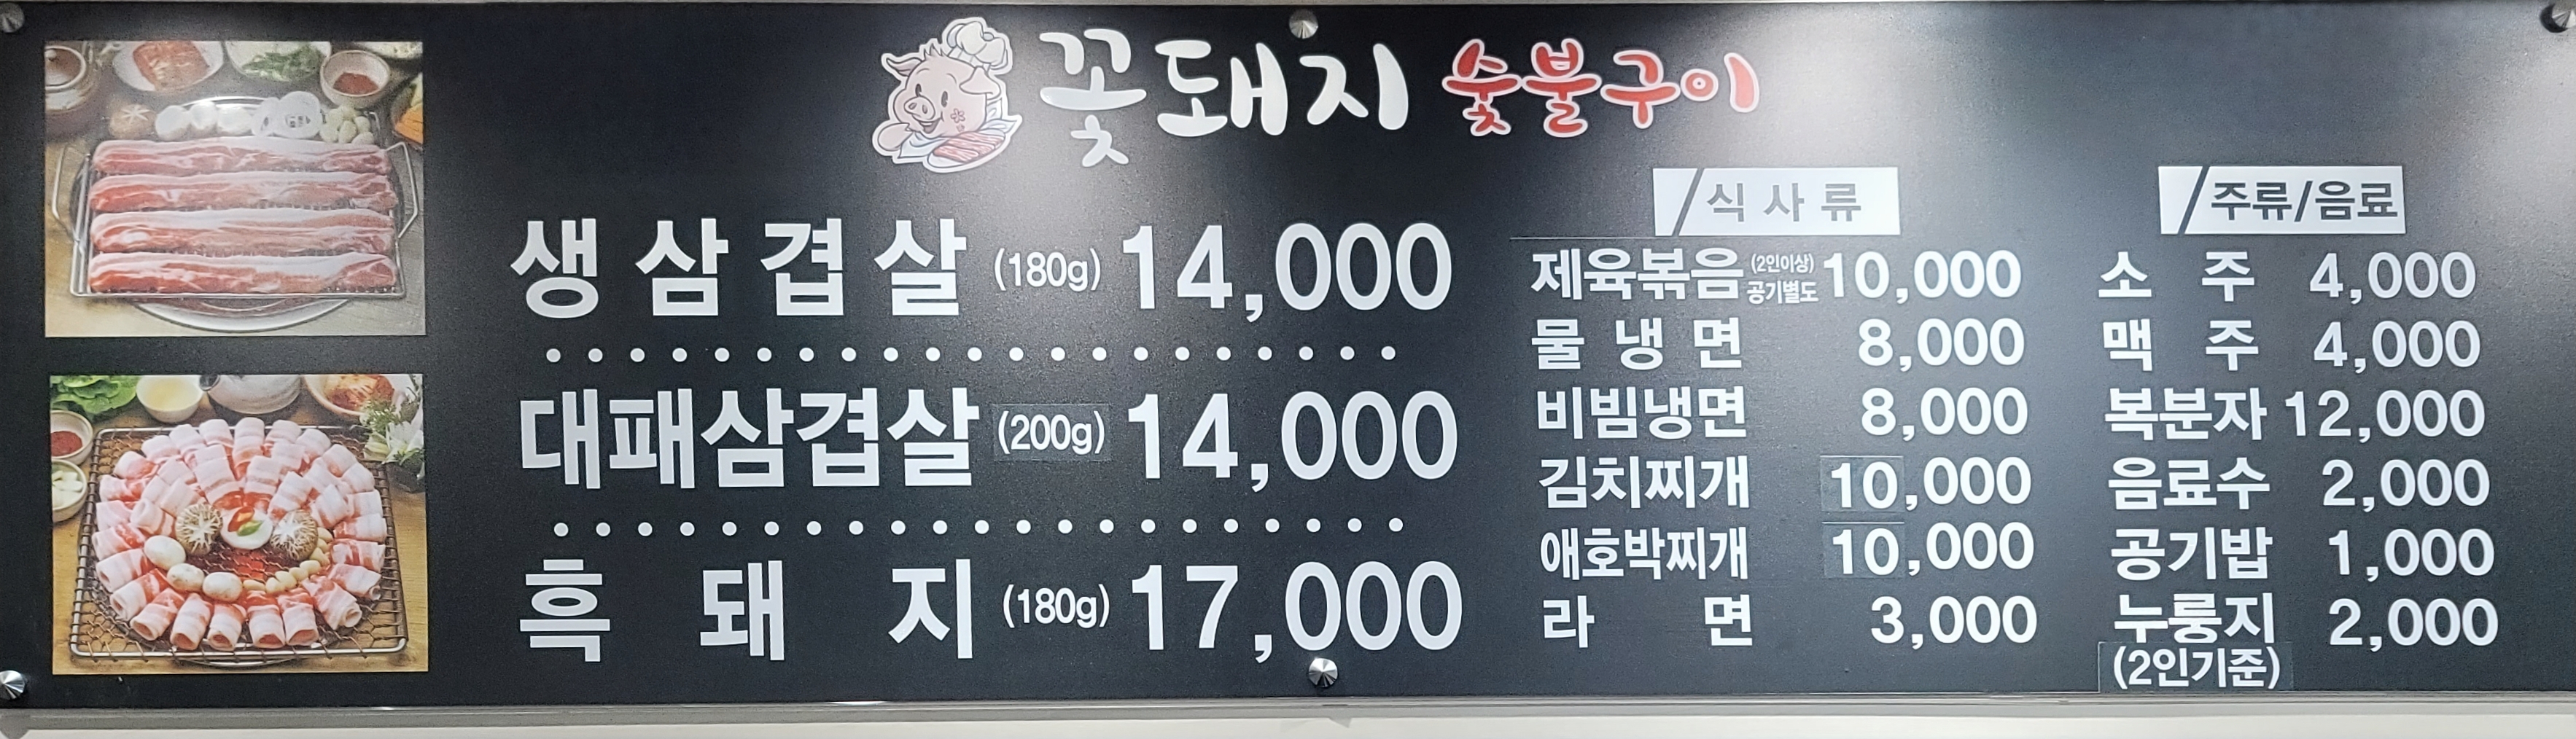 꽃돼지 숯불구이
생삼겹살 (180g) 14,000
대패삼겹살 (200g) 14,000
흑돼지 (180g) 17,000
식사류
제육볶음 (2인이상) 공기별도 10,000
물냉면 8,000
비빔냉면 8,000
김치찌개 10,000
애호박찌개 10,000
라면 3,000
주류/음료
소주 4,000
맥주 4,000
복분자 12,000
음료수 2,000
공기밥 1,000
누룽지 2,000
(2인기준)